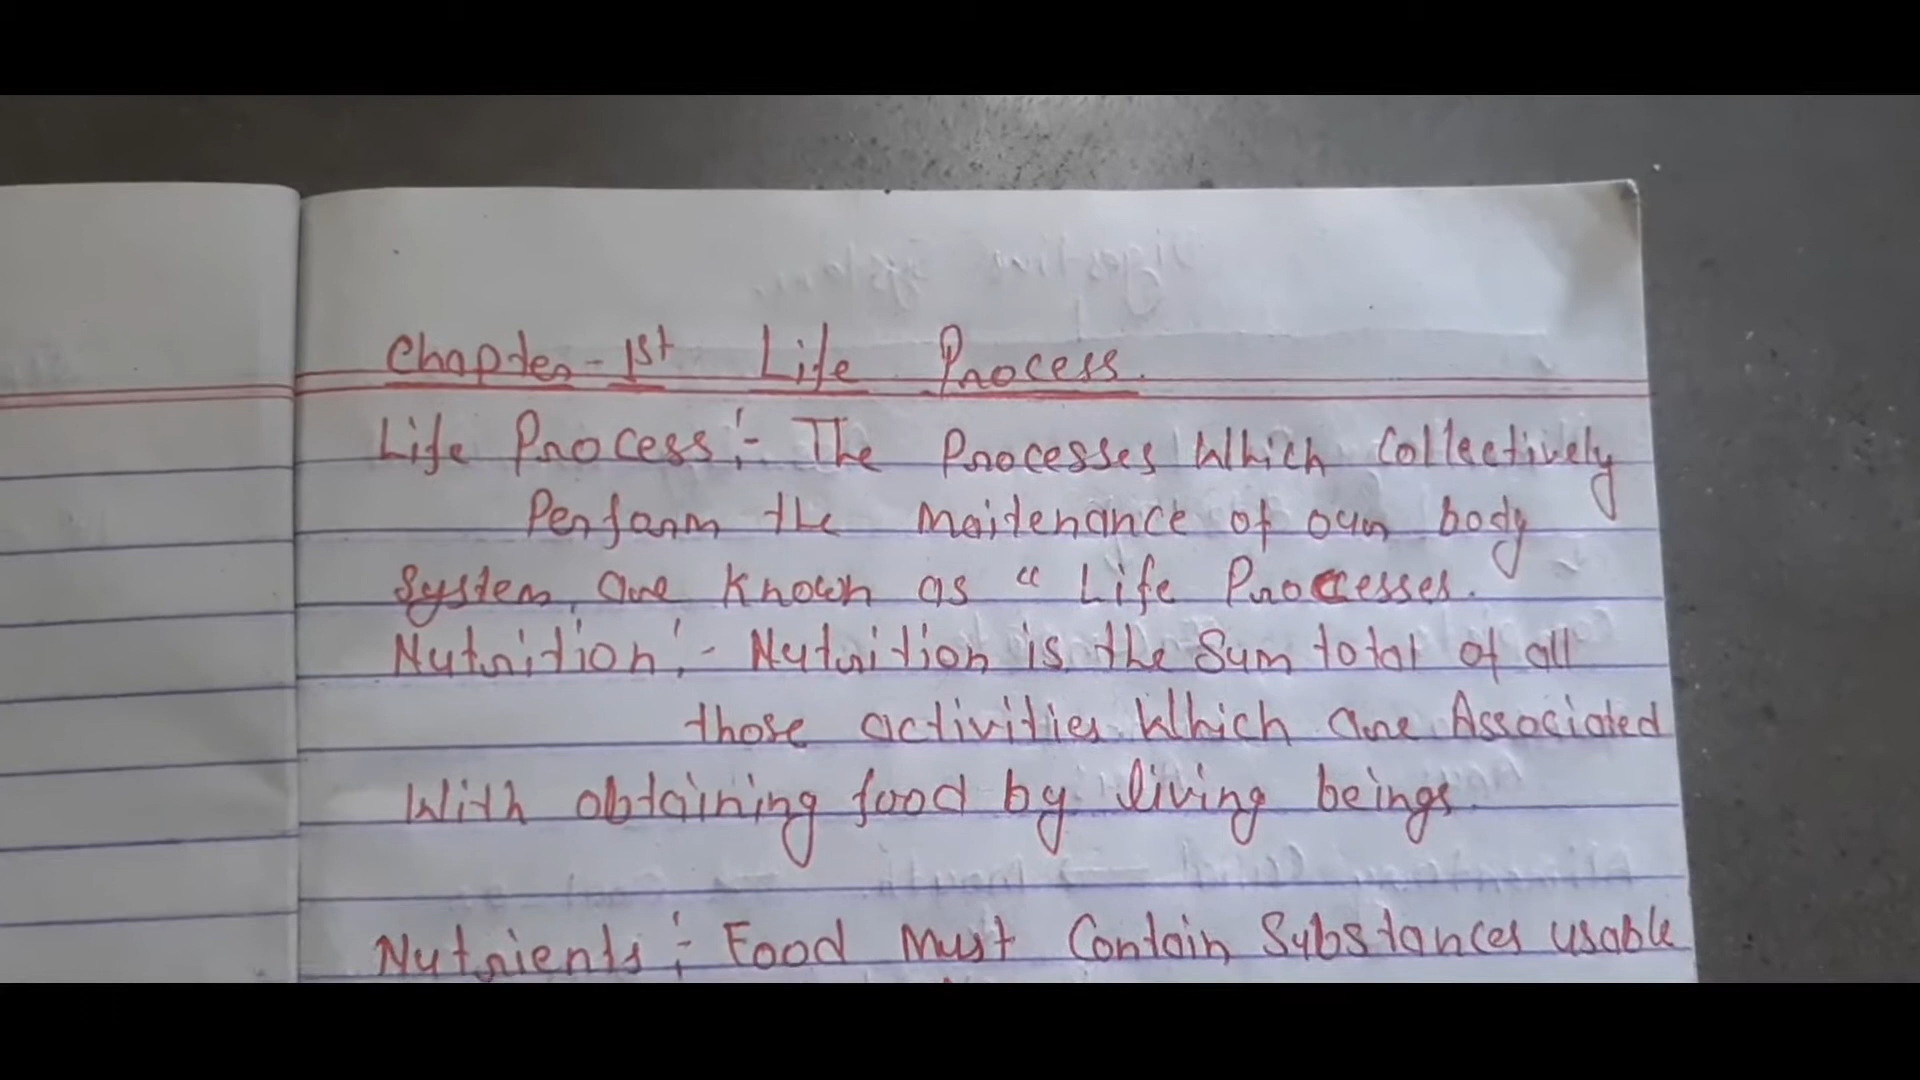 Chapter - 1st Life Process.
Life Process :- The Processes Which Collectively
Perform the maitenance of our body
System, are known as “ Life Processes.
Nutrition :- Nutrition is the Sum total of all
those activities Which are Associated
With obtaining food by living beings.
Nutrients :- Food Must Contain Substances usable